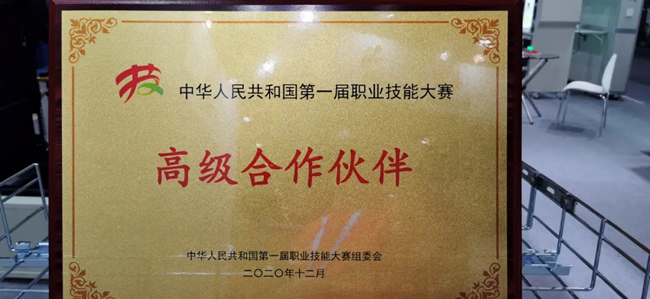 中华人民共和国第一届职业技能大赛
高级合作伙伴
中华人民共和国第一届职业技能大赛组委会
二〇二〇年十二月